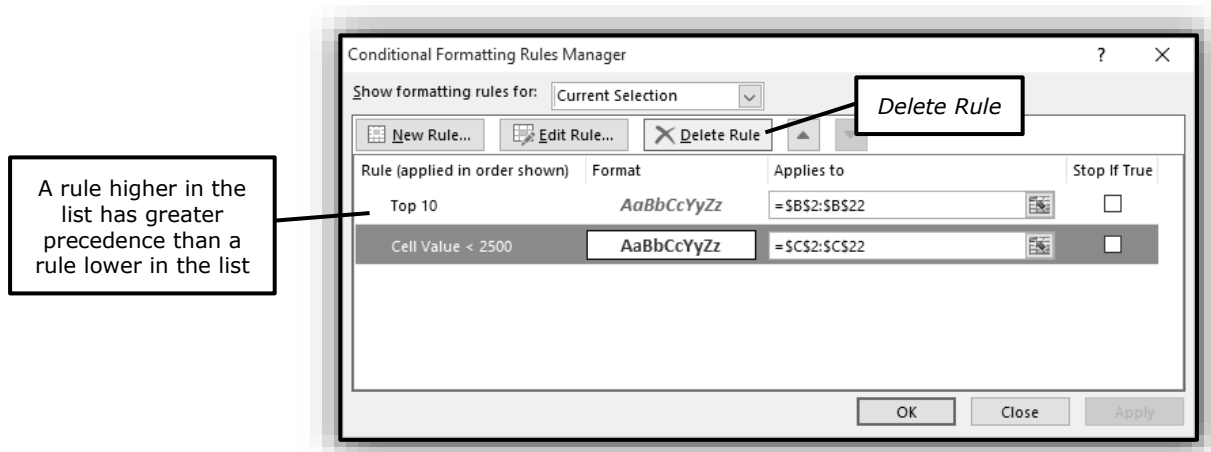 Conditional Formatting Rules Manager ? X
Show formatting rules for: Current Selection
Delete Rule
New Rule... Edit Rule... Delete Rule
Rule (applied in order shown) Format Applies to Stop If True
A rule higher in the
list has greater
precedence than a
rule lower in the list
Top 10 AaBbCcYyZz =$B$2:$B$22
Cell Value < 2500 AaBbCcYyZz =$C$2:$C$22
OK Close Apply